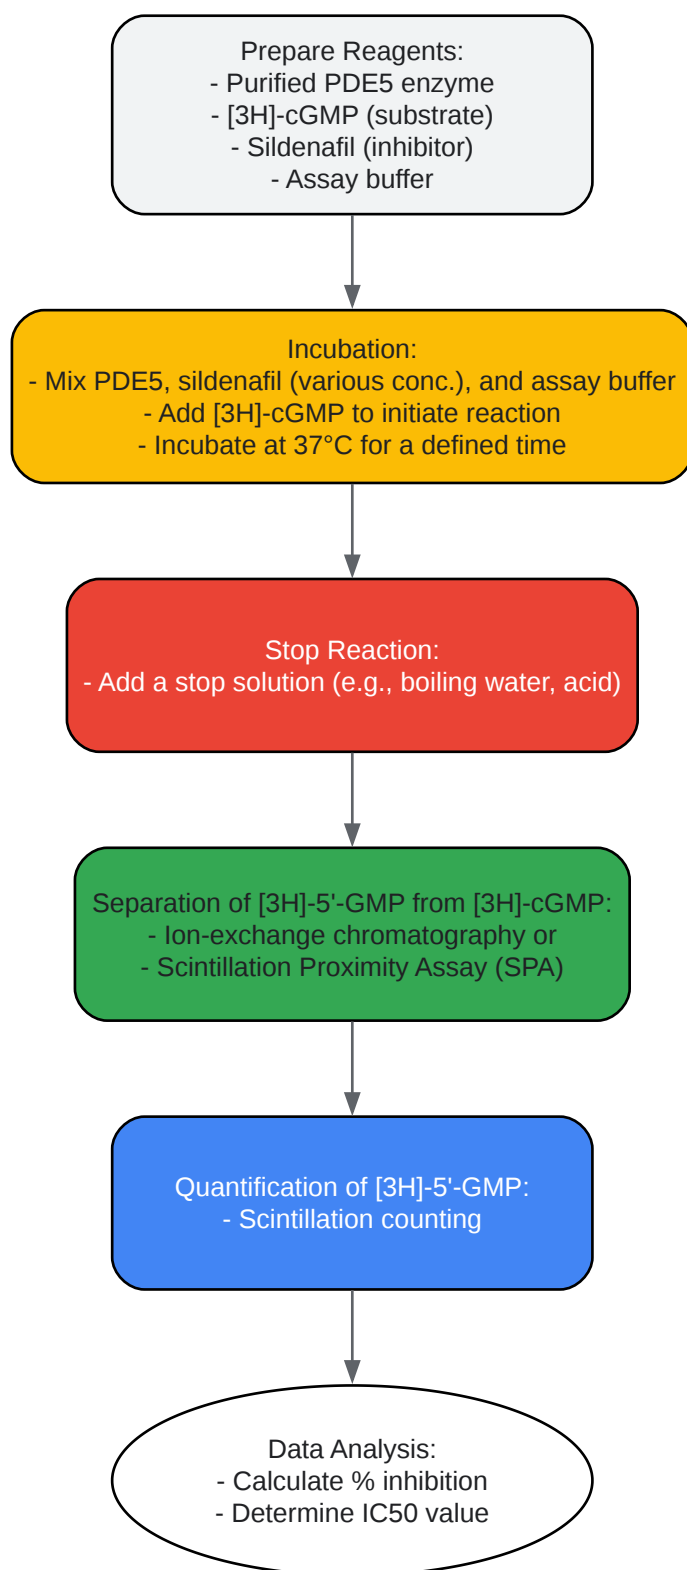 Prepare Reagents:
- Purified PDE5 enzyme
- [3H]-cGMP (substrate)
- Sildenafil (inhibitor)
- Assay buffer
Incubation:
- Mix PDE5, sildenafil (various conc.), and assay buffer
- Add [3H]-cGMP to initiate reaction
- Incubate at 37°C for a defined time
Stop Reaction:
- Add a stop solution (e.g., boiling water, acid)
Separation of [3H]-5'-GMP from [3H]-cGMP:
- Ion-exchange chromatography or
- Scintillation Proximity Assay (SPA)
Quantification of [3H]-5'-GMP:
- Scintillation counting
Data Analysis:
- Calculate % inhibition
- Determine IC50 value